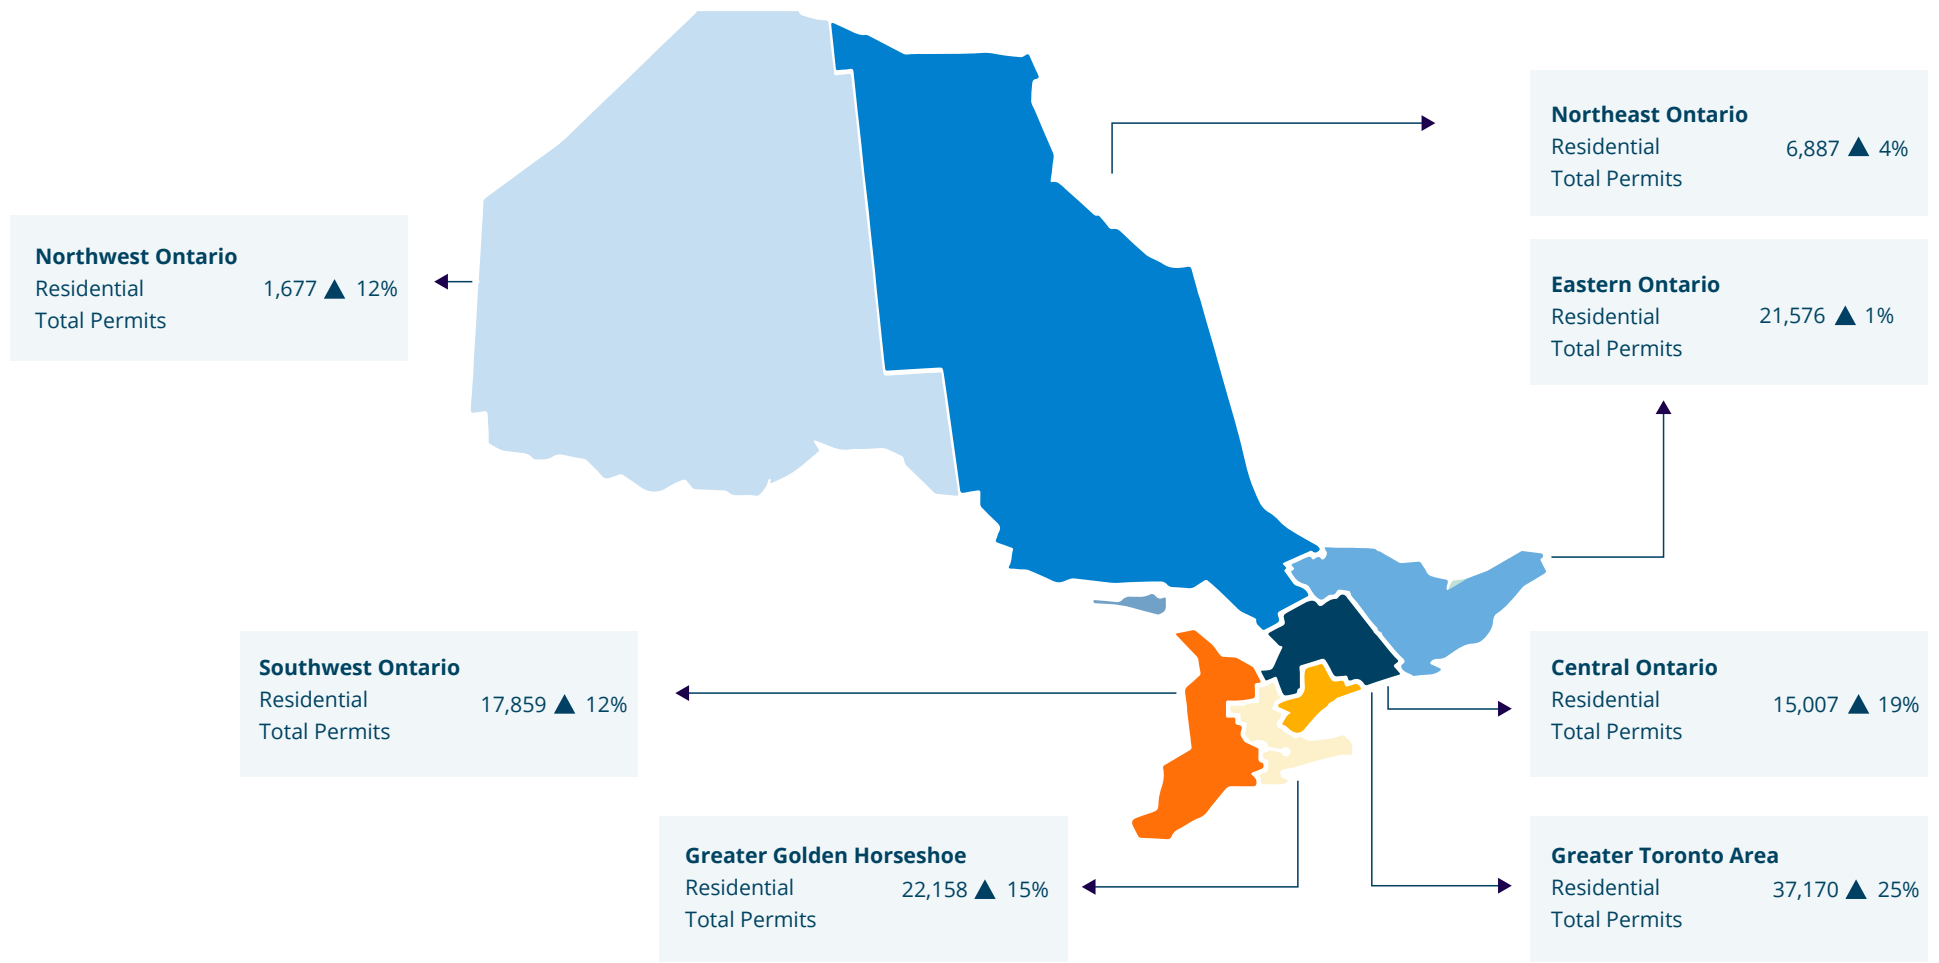 Northeast Ontario
Residential 6,887 ▲ 4%
Total Permits
Northwest Ontario
Residential 1,677 ▲ 12%
Total Permits
Eastern Ontario
Residential 21,576 ▲ 1%
Total Permits
Southwest Ontario
Residential 17,859 ▲ 12%
Total Permits
Central Ontario
Residential 15,007 ▲ 19%
Total Permits
Greater Golden Horseshoe
Residential 22,158 ▲ 15%
Total Permits
Greater Toronto Area
Residential 37,170 ▲ 25%
Total Permits